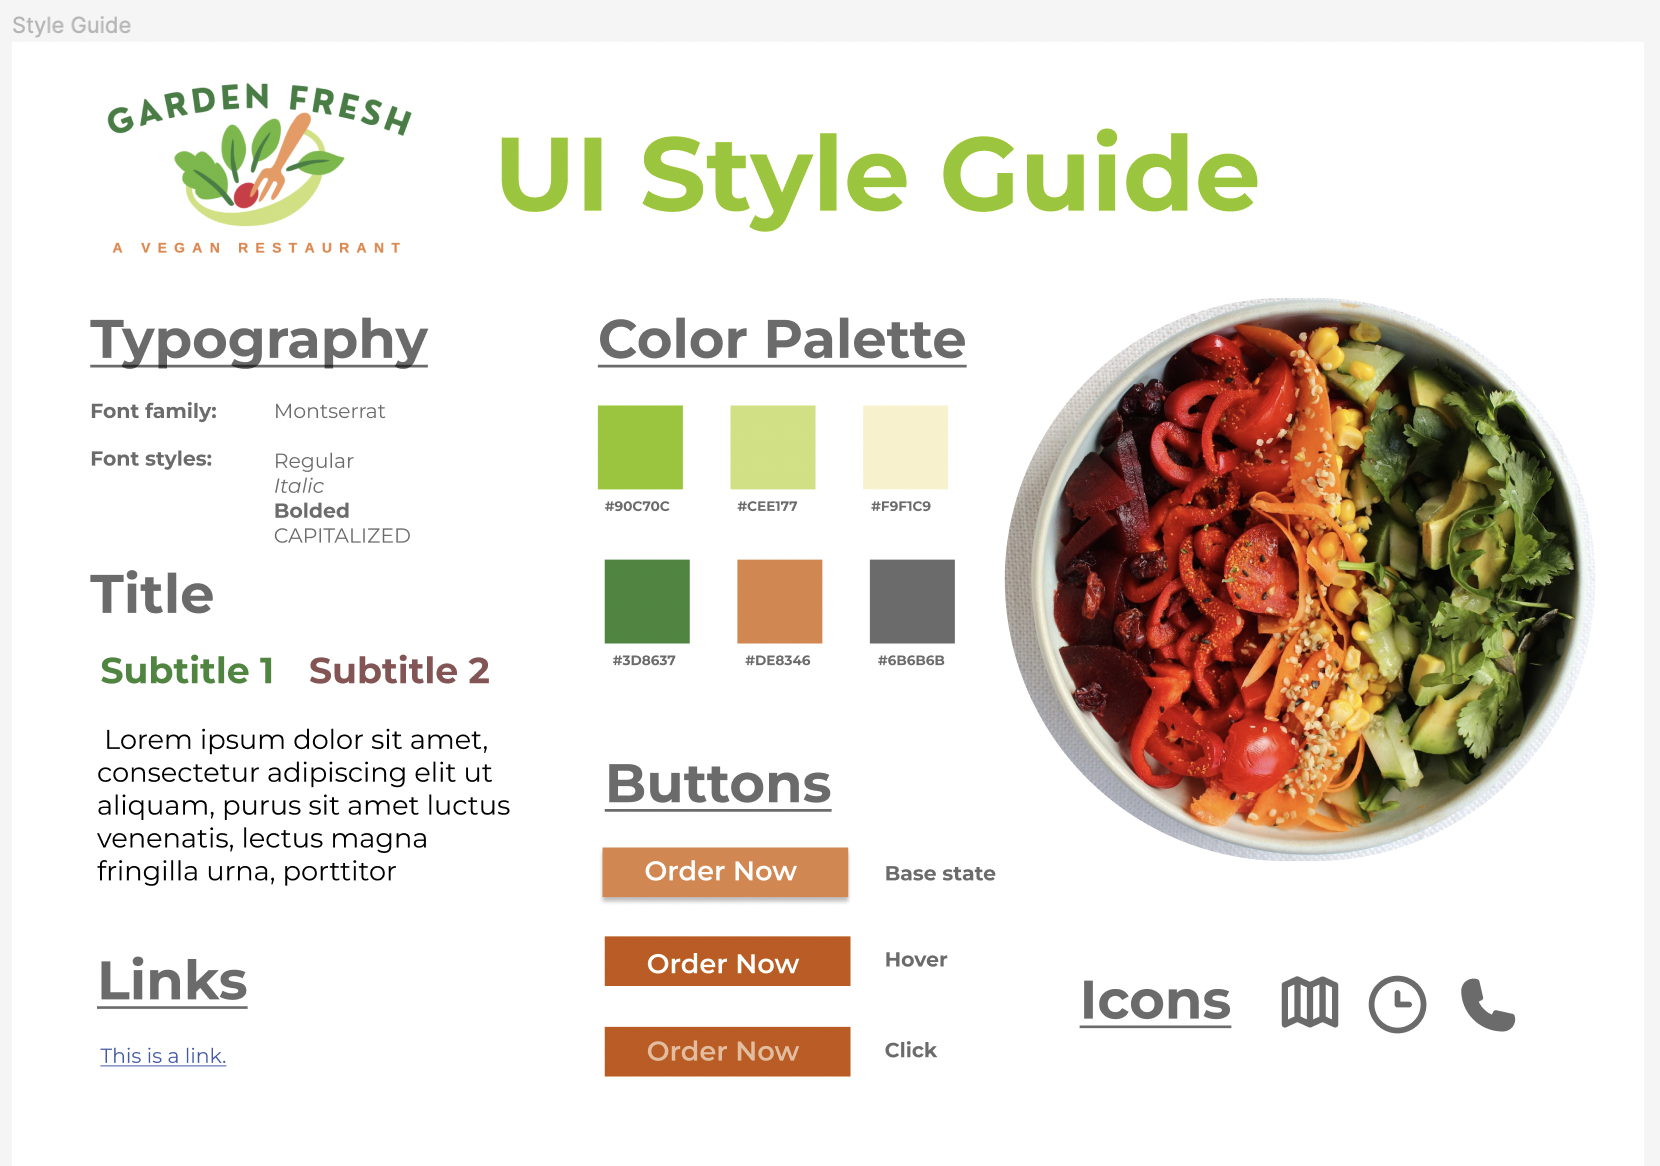 Style Guide
GARDEN FRESH
A VEGAN RESTAURANT
UI Style Guide
Typography
Font family: Montserrat
Font styles: Regular
Italic
Bolded
CAPITALIZED
Title
Subtitle 1 Subtitle 2
Lorem ipsum dolor sit amet,
consectetur adipiscing elit ut
aliquam, purus sit amet luctus
venenatis, lectus magna
fringilla urna, porttitor
Links
This is a link.
Color Palette
#90C70C #CEE177 #F9F1C9
#3D8637 #DE8346 #6B6B6B
Buttons
Order Now Base state
Order Now Hover
Order Now Click
Icons